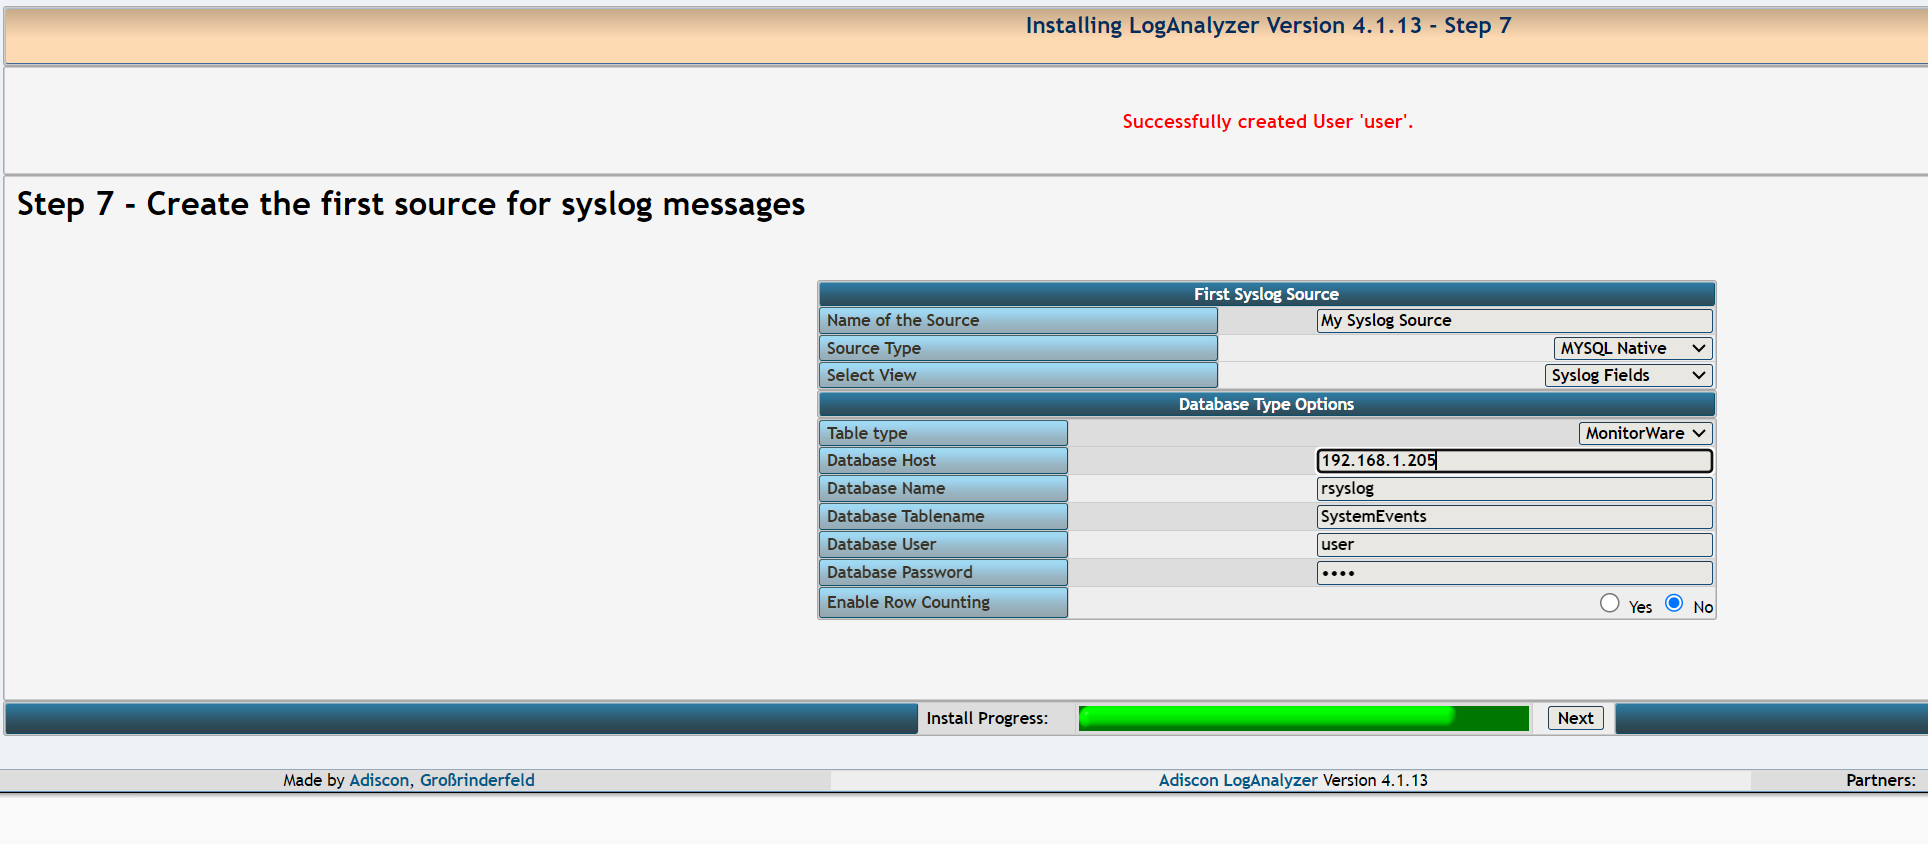 Installing LogAnalyzer Version 4.1.13 - Step 7
Successfully created User 'user'.
Step 7 - Create the first source for syslog messages
First Syslog Source
Name of the Source My Syslog Source
Source Type MYSQL Native
Select View Syslog Fields
Database Type Options
Table type MonitorWare
Database Host 192.168.1.205
Database Name rsyslog
Database Tablename SystemEvents
Database User user
Database Password ••••
Enable Row Counting Yes No
Install Progress: Next
Made by Adiscon, Großrinderfeld Adiscon LogAnalyzer Version 4.1.13 Partners: